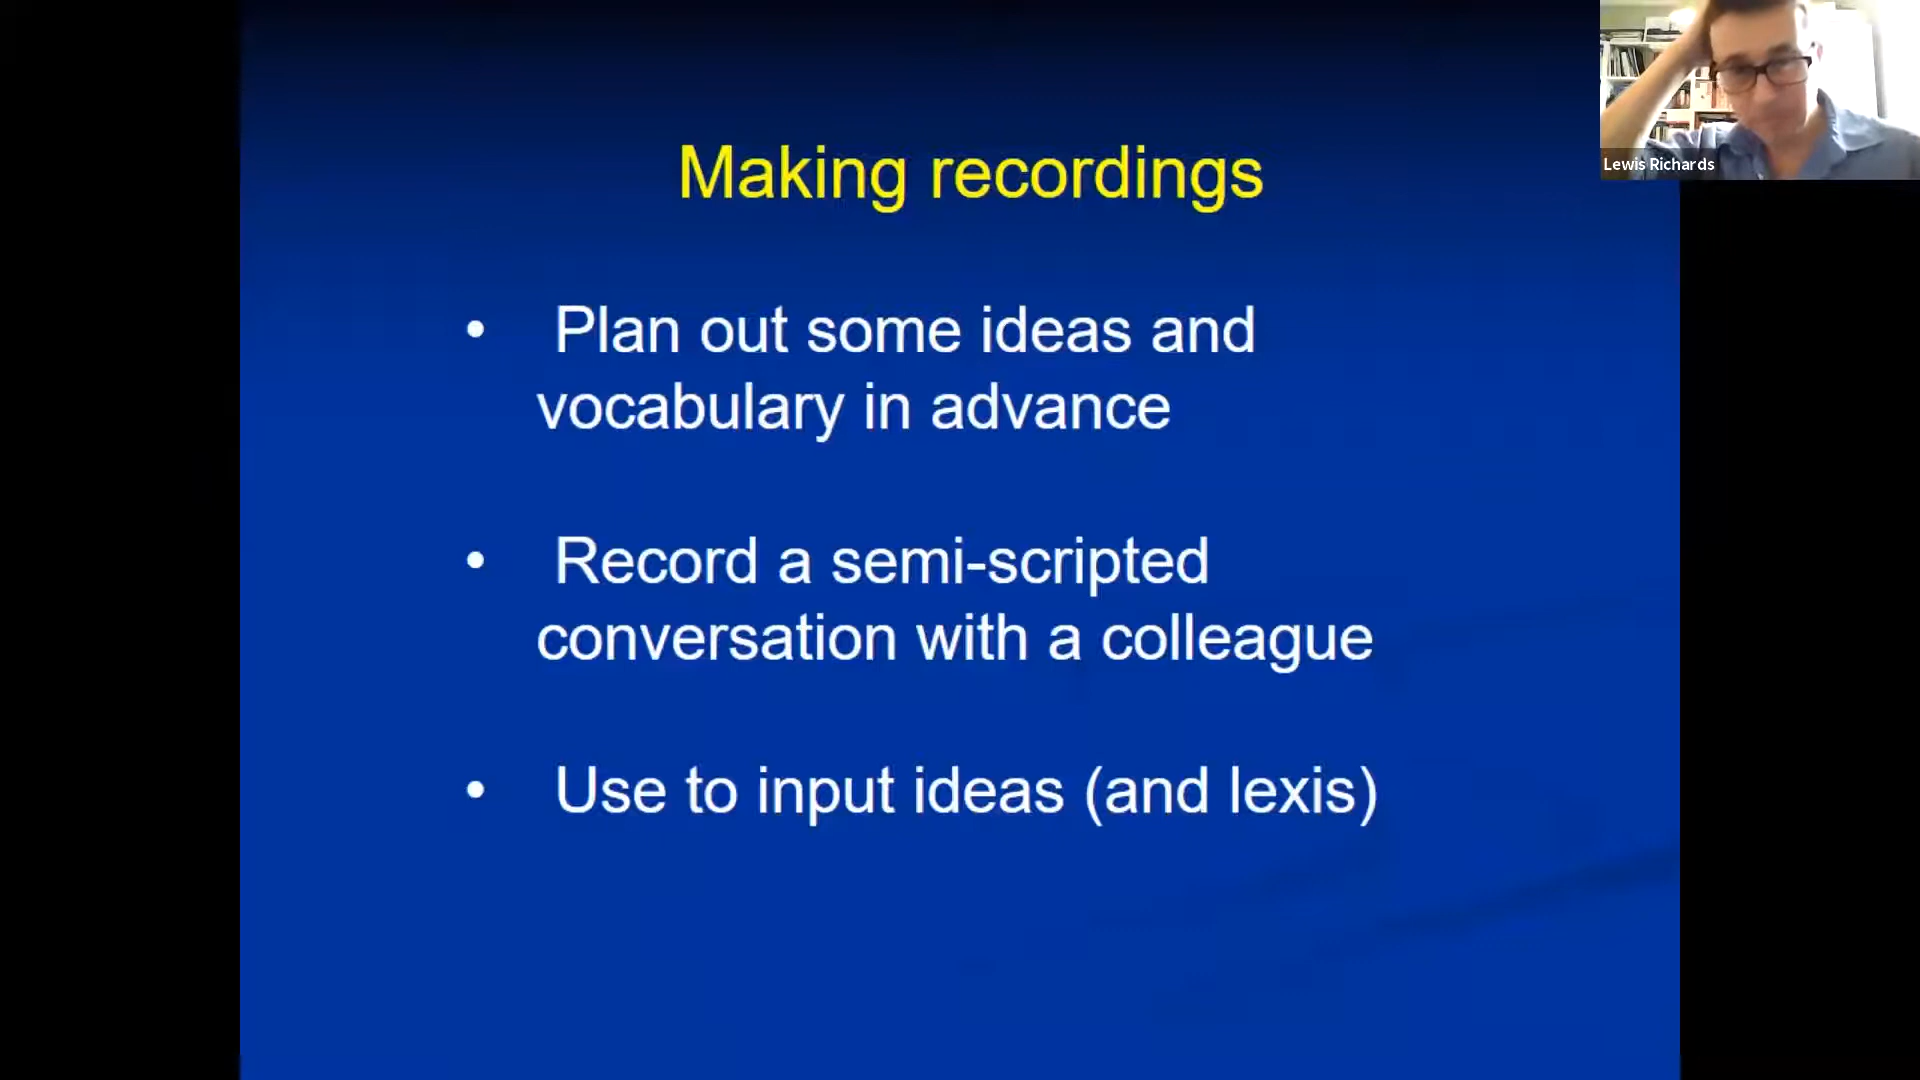 Making recordings
• Plan out some ideas and
vocabulary in advance
• Record a semi-scripted
conversation with a colleague
• Use to input ideas (and lexis)
Lewis Richards